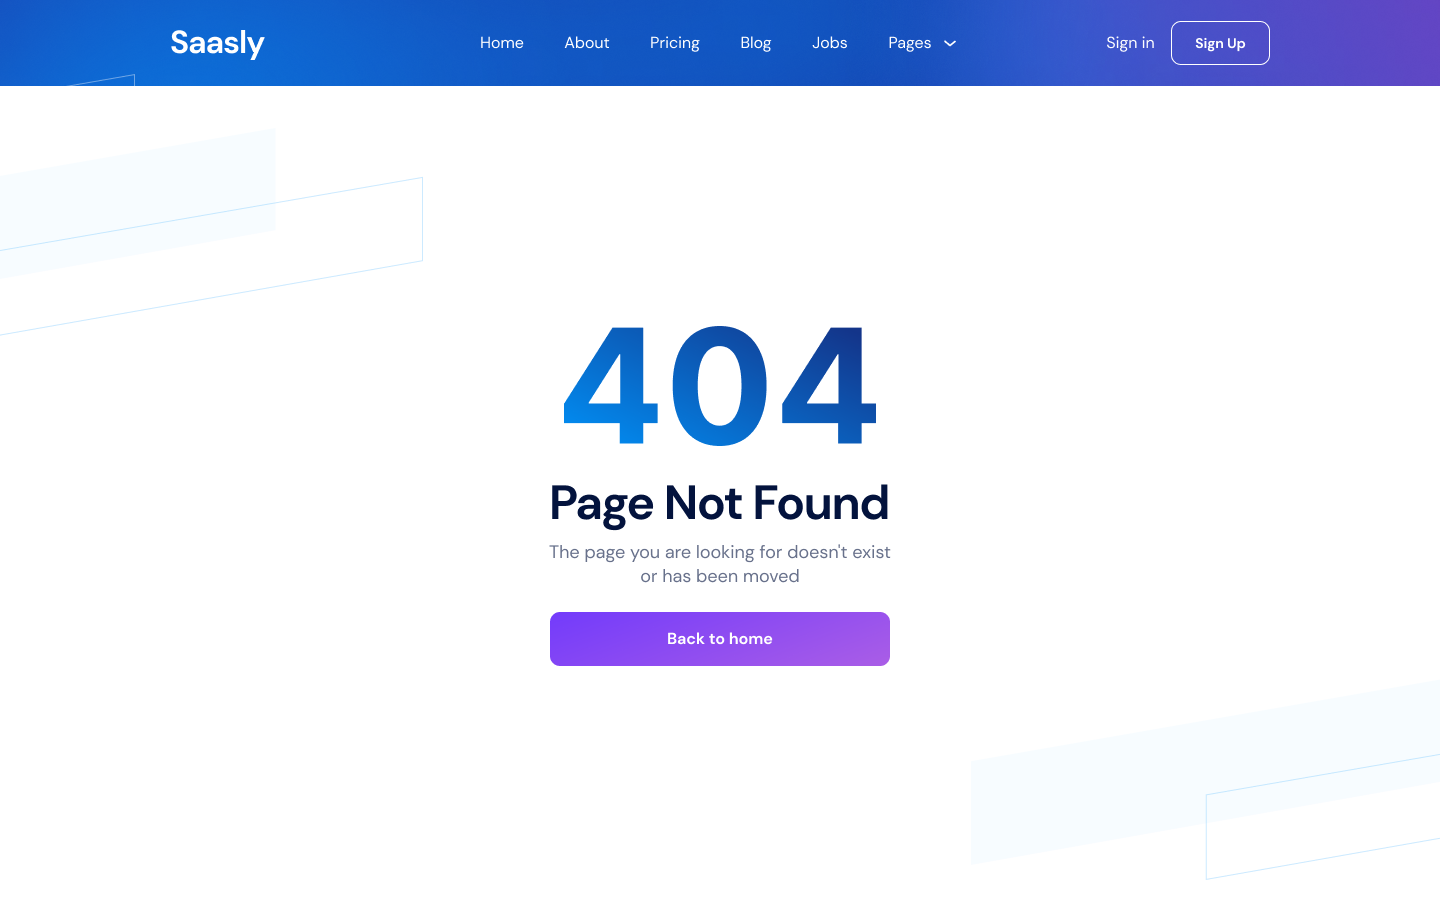 Saasly
Home About Pricing Blog Jobs Pages
Sign in Sign Up
404
Page Not Found
The page you are looking for doesn't exist
or has been moved
Back to home